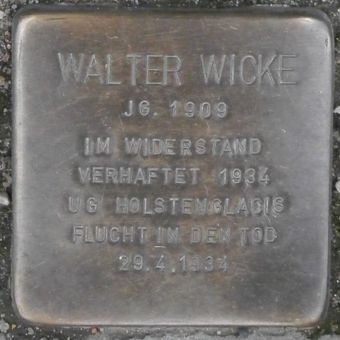 WALTER WICKE
JG. 1909
IM WIDERSTAND
VERHAFTET 1934
UG HOLSTENGLACIS
FLUCHT IN DEN TOD
29.4.1934